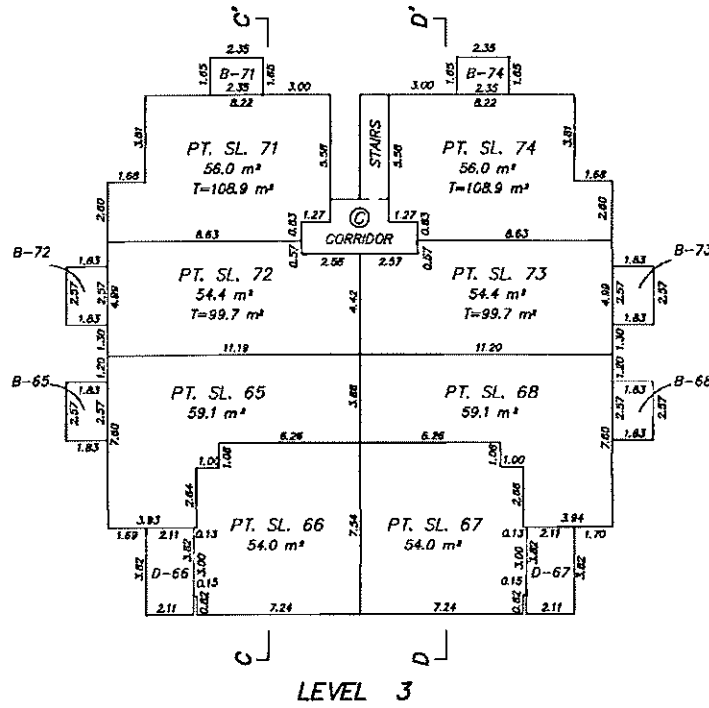 C' D'
2.35 2.35
1.65 B-71 1.65 1.65 B-74 1.65
2.35 3.00 3.00 2.35
8.22 8.22
3.81 5.58 STAIRS 5.58 3.81
PT. SL. 71 PT. SL. 74
56.0 m² 56.0 m²
T=108.9 m² T=108.9 m²
1.68 1.68
2.60 0.83 1.27 C 1.27 0.83 2.60
8.63 CORRIDOR 8.63
B-72 0.57 2.56 2.57 0.57 B-73
1.83 1.83
PT. SL. 72 PT. SL. 73
2.57 2.57 4.99 54.4 m² 4.42 54.4 m² 4.99 2.57 2.57
T=99.7 m² T=99.7 m²
1.83 1.83
1.30 1.30
11.19 11.20
1.20 1.20
B-65 1.83 1.83 B-68
PT. SL. 65 3.88 PT. SL. 68
2.57 2.57 59.1 m² 59.1 m² 2.57 2.57
1.83 7.60 7.60 1.83
6.26 6.26
1.00 1.08 1.08 1.00
2.64 2.66
PT. SL. 66 7.54 PT. SL. 67
54.0 m² 54.0 m²
3.93 3.94
1.69 2.11 0.13 0.13 2.11 1.70
3.82 3.82 3.00 3.00 3.82 3.82
D-66 0.15 0.15 D-67
2.11 0.82 7.24 7.24 0.82 2.11
C D
LEVEL 3